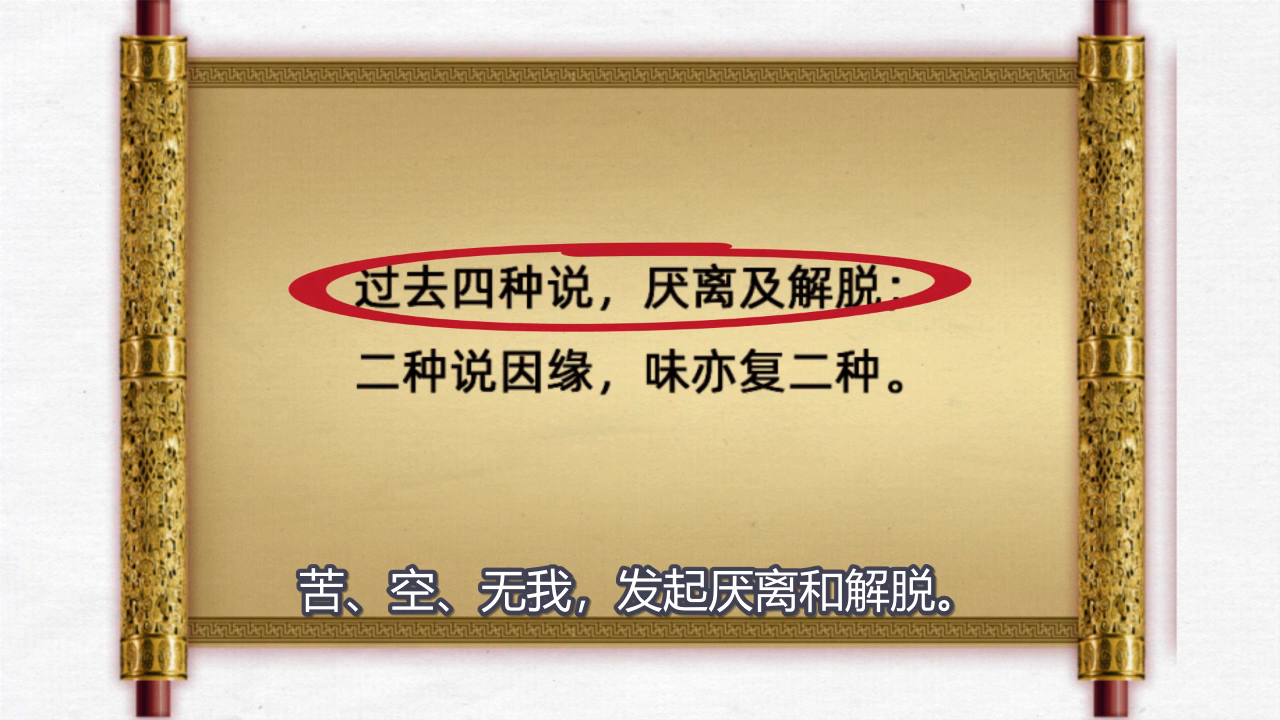 过去四种说，厌离及解脱；
二种说因缘，味亦复二种。
苦、空、无我，发起厌离和解脱。